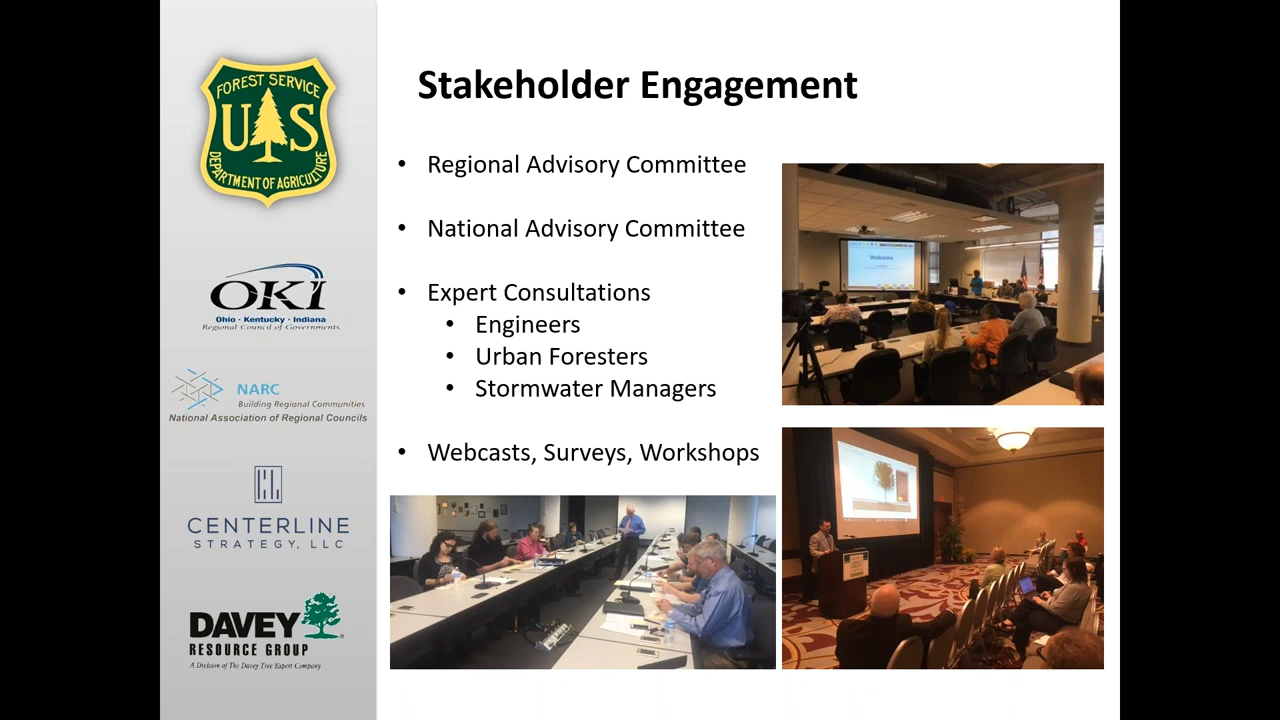 FOREST SERVICE
U S
DEPARTMENT OF AGRICULTURE
OKI
Ohio · Kentucky · Indiana
Regional Council of Governments
NARC
Building Regional Communities
National Association of Regional Councils
CENTERLINE
STRATEGY, LLC
DAVEY
RESOURCE GROUP
A Division of The Davey Tree Expert Company
Stakeholder Engagement
• Regional Advisory Committee
• National Advisory Committee
• Expert Consultations
• Engineers
• Urban Foresters
• Stormwater Managers
• Webcasts, Surveys, Workshops
Welcome